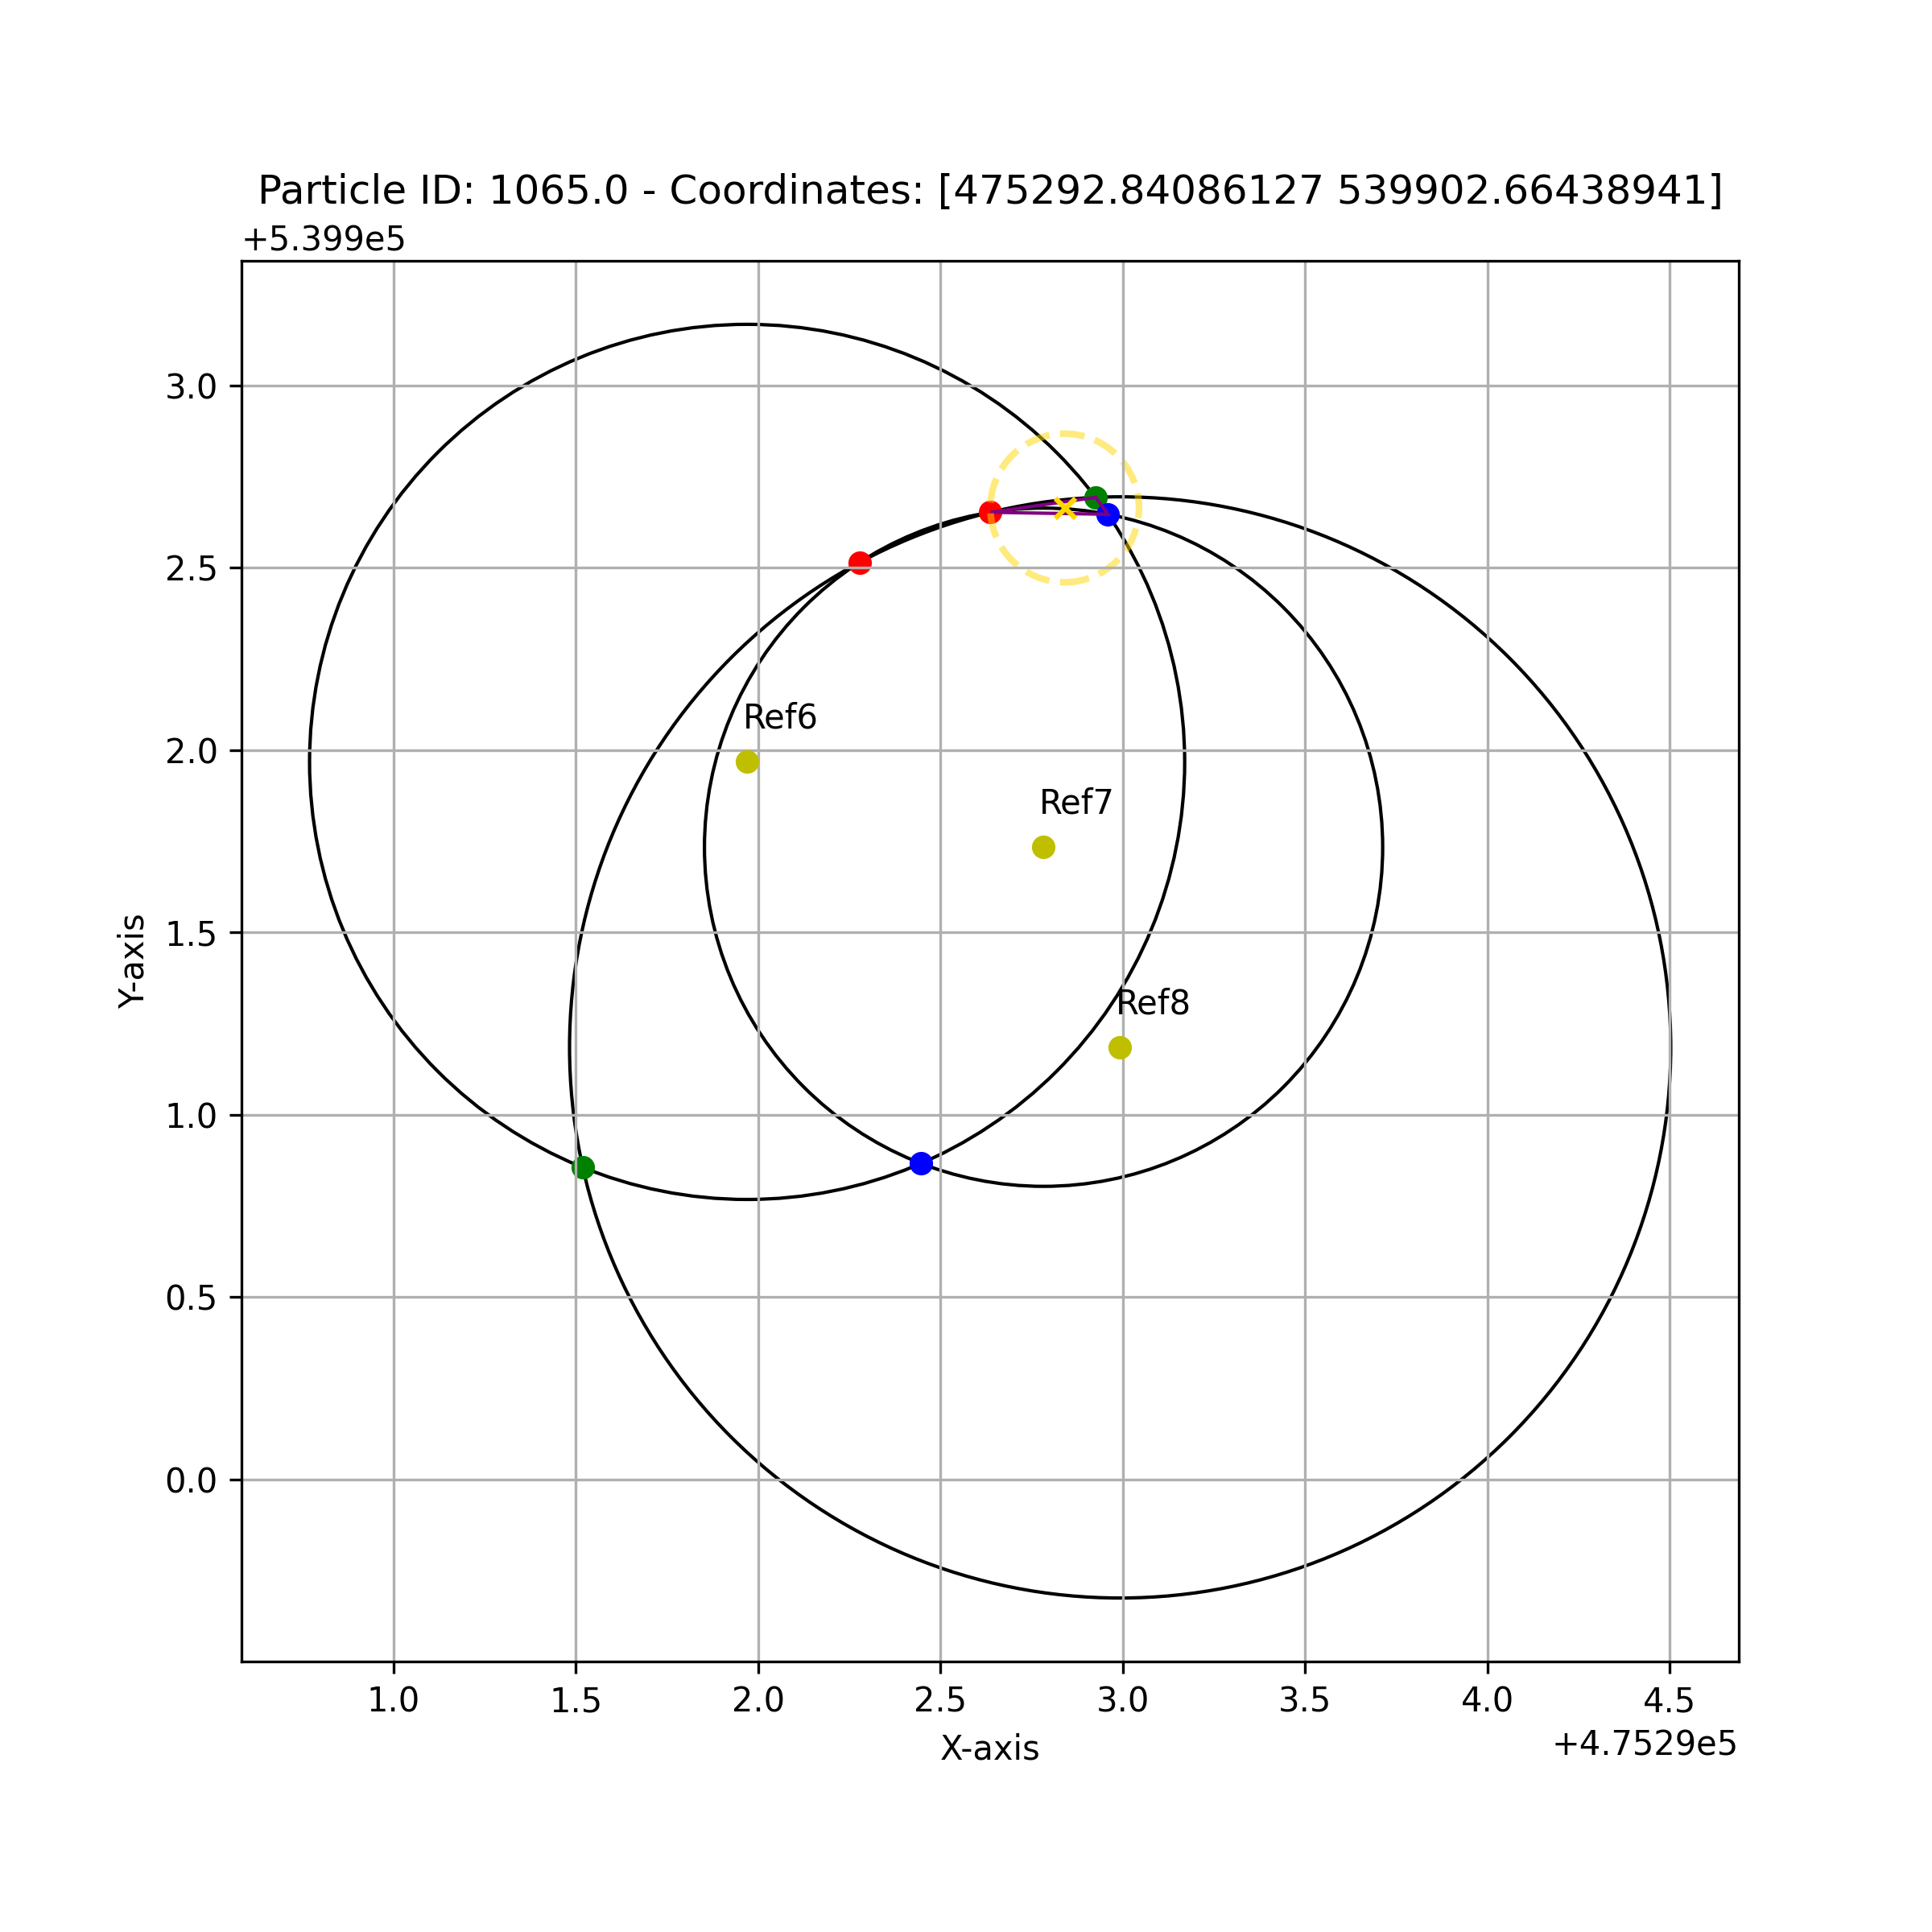 Particle ID: 1065.0 - Coordinates: [475292.84086127 539902.66438941]
+5.399e5
3.0
2.5
2.0
1.5
1.0
0.5
0.0
Y-axis
Ref6
Ref7
Ref8
1.0 1.5 2.0 2.5 3.0 3.5 4.0 4.5
X-axis
+4.7529e5